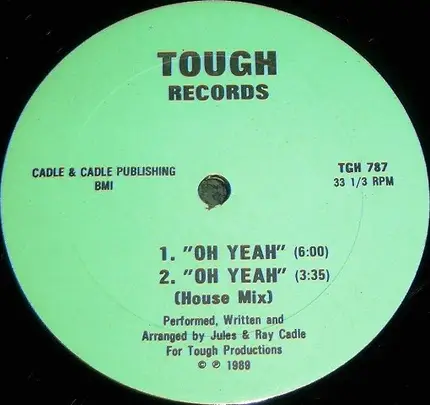 TOUGH
RECORDS
CADLE & CADLE PUBLISHING
BMI
TGH 787
33 1/3 RPM
1. "OH YEAH" (6:00)
2. "OH YEAH" (3:35)
(House Mix)
Performed, Written and
Arranged by Jules & Ray Cadle
For Tough Productions
© ℗ 1989